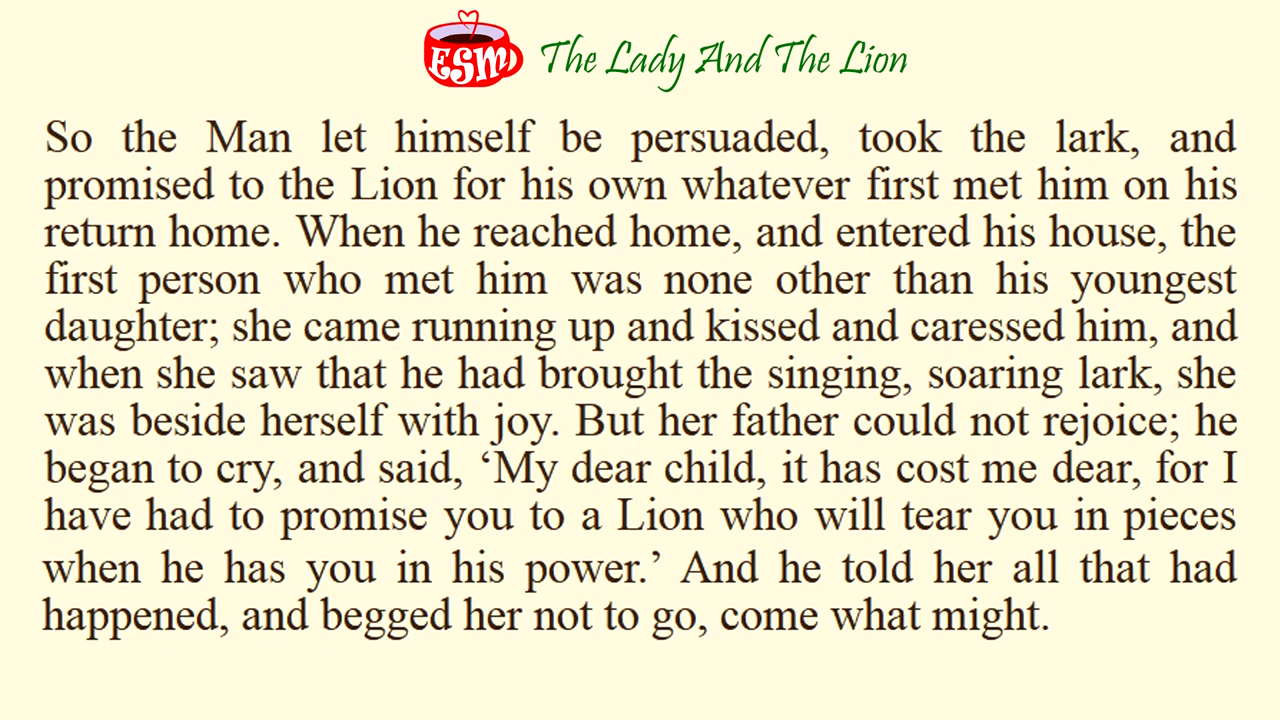 ESM The Lady And The Lion
So the Man let himself be persuaded, took the lark, and
promised to the Lion for his own whatever first met him on his
return home. When he reached home, and entered his house, the
first person who met him was none other than his youngest
daughter; she came running up and kissed and caressed him, and
when she saw that he had brought the singing, soaring lark, she
was beside herself with joy. But her father could not rejoice; he
began to cry, and said, ‘My dear child, it has cost me dear, for I
have had to promise you to a Lion who will tear you in pieces
when he has you in his power.’ And he told her all that had
happened, and begged her not to go, come what might.